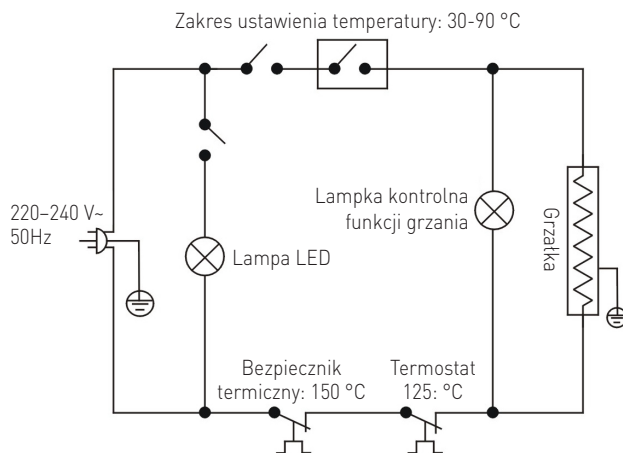 Zakres ustawienia temperatury: 30-90 °C
220–240 V~
50Hz
Lampka kontrolna
funkcji grzania
Grzałka
Lampa LED
Bezpiecznik
termiczny: 150 °C
Termostat
125: °C